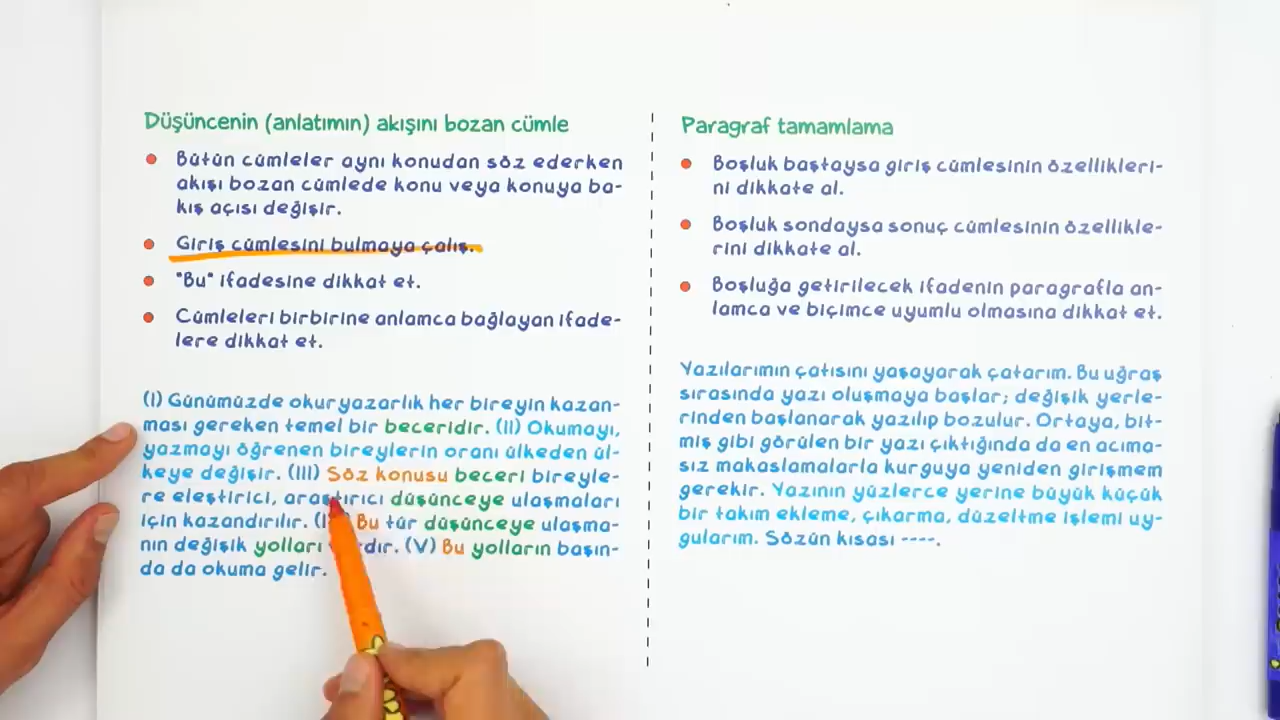 Düşüncenin (anlatımın) akışını bozan cümle
Bütün cümleler aynı konudan söz ederken
akışı bozan cümlede konu veya konuya ba-
kış açısı değişir.
Giriş cümlesini bulmaya çalış.
"Bu" ifadesine dikkat et.
Cümleleri birbirine anlamca bağlayan ifade-
lere dikkat et.
(I) Günümüzde okuryazarlık her bireyin kazan-
ması gereken temel bir beceridir. (II) Okumayı,
yazmayı öğrenen bireylerin oranı ülkeden ül-
keye değişir. (III) Söz konusu beceri bireyle-
re eleştirici, araştırıcı düşünceye ulaşmaları
için kazandırılır. Bu tür düşünceye ulaşma-
nın değişik yolları (V) Bu yolların başın-
da da okuma gelir.
Paragraf tamamlama
Boşluk baştaysa giriş cümlesinin özellikleri-
ni dikkate al.
Boşluk sondaysa sonuç cümlesinin özellikle-
rini dikkate al.
Boşluğa getirilecek ifadenin paragrafla an-
lamca ve biçimce uyumlu olmasına dikkat et.
Yazılarımın çatısını yaşayarak çatarım. Bu uğraş
sırasında yazı oluşmaya başlar; değişik yerle-
rinden başlanarak yazılıp bozulur. Ortaya, bit-
miş gibi görülen bir yazı çıktığında da en acıma-
sız makaslamalarla kurguya yeniden girişmem
gerekir. Yazının yüzlerce yerine büyük küçük
bir takım ekleme, çıkarma, düzeltme işlemi uy-
gularım. Sözün kısası ----.